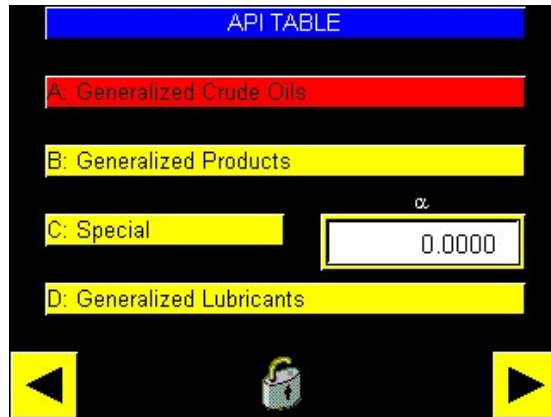 API TABLE
A: Generalized Crude Oils
B: Generalized Products
α
C: Special
0.0000
D: Generalized Lubricants